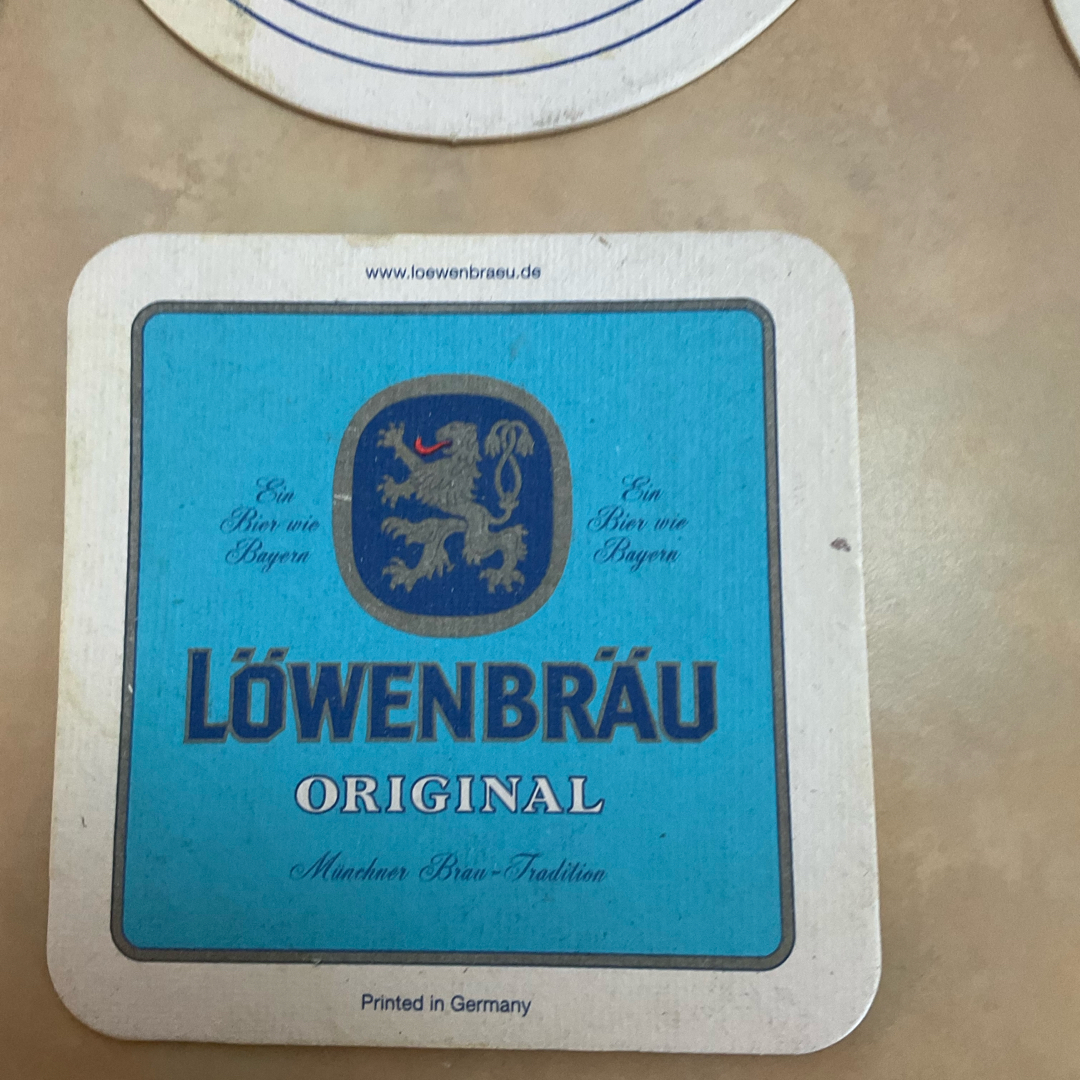 www.loewenbraeu.de
Ein
Bier wie
Bayern
Ein
Bier wie
Bayern
LÖWENBRÄU
ORIGINAL
Münchner Brau-Tradition
Printed in Germany